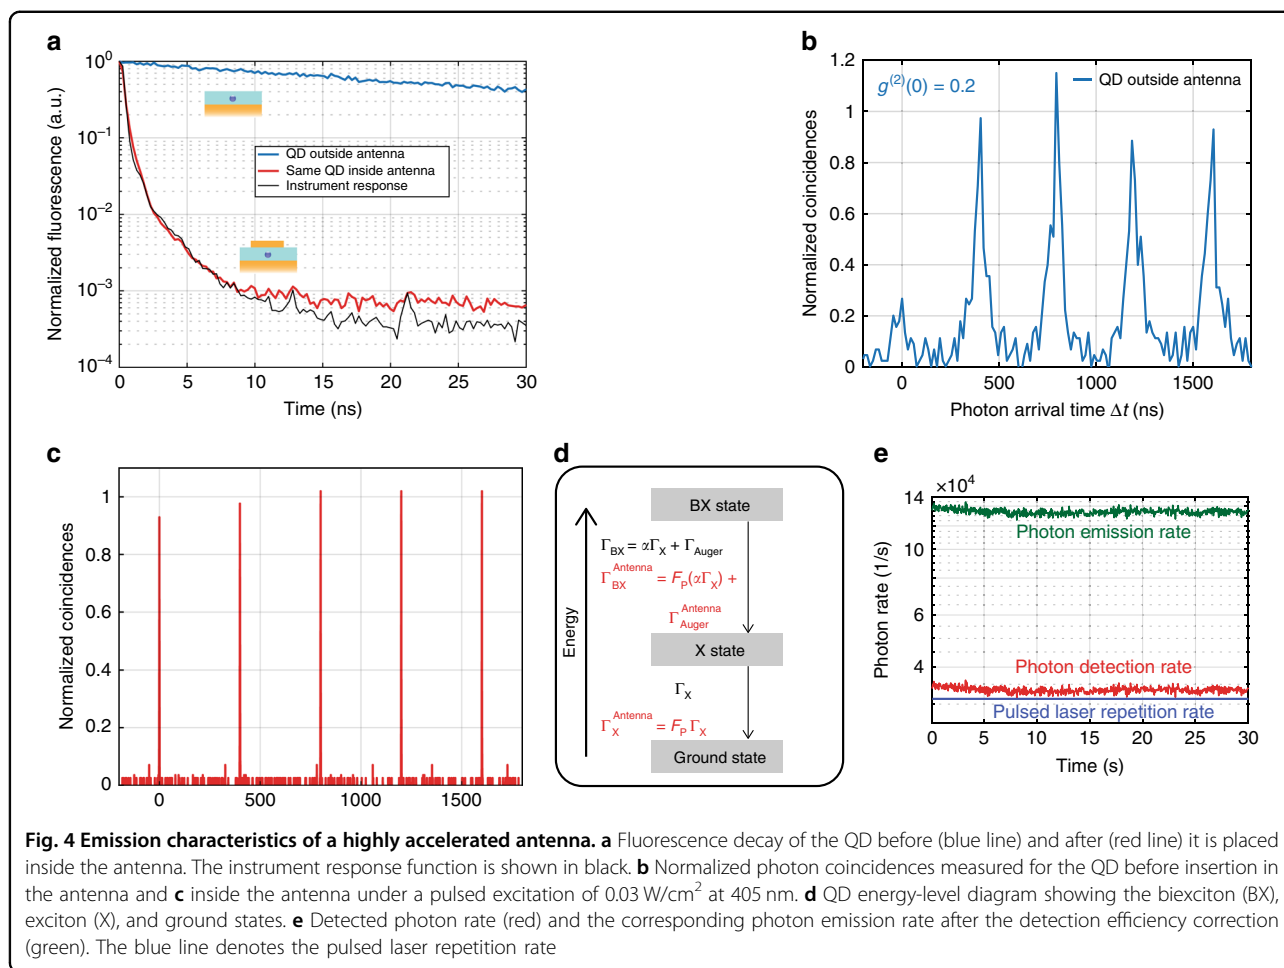 a
Normalized fluorescence (a.u.)
10⁰
10⁻¹
10⁻²
10⁻³
10⁻⁴
QD outside antenna
Same QD inside antenna
Instrument response
0 5 10 15 20 25 30
Time (ns)
b
Normalized coincidences
1.2
1
0.8
0.6
0.4
0.2
0
g⁽²⁾(0) = 0.2
QD outside antenna
0 500 1000 1500
Photon arrival time Δt (ns)
c
Normalized coincidences
1
0.8
0.6
0.4
0.2
0
0 500 1000 1500
d
Energy
BX state
Γ_BX = αΓ_X + Γ_Auger
Γ_BX^Antenna = F_P(αΓ_X) +
Γ_Auger^Antenna
X state
Γ_X
Γ_X^Antenna = F_P Γ_X
Ground state
e
×10⁴
Photon rate (1/s)
14
10
6
4
Photon emission rate
Photon detection rate
Pulsed laser repetition rate
0 5 10 15 20 25 30
Time (s)
Fig. 4 Emission characteristics of a highly accelerated antenna. a Fluorescence decay of the QD before (blue line) and after (red line) it is placed
inside the antenna. The instrument response function is shown in black. b Normalized photon coincidences measured for the QD before insertion in
the antenna and c inside the antenna under a pulsed excitation of 0.03 W/cm² at 405 nm. d QD energy-level diagram showing the biexciton (BX),
exciton (X), and ground states. e Detected photon rate (red) and the corresponding photon emission rate after the detection efficiency correction
(green). The blue line denotes the pulsed laser repetition rate